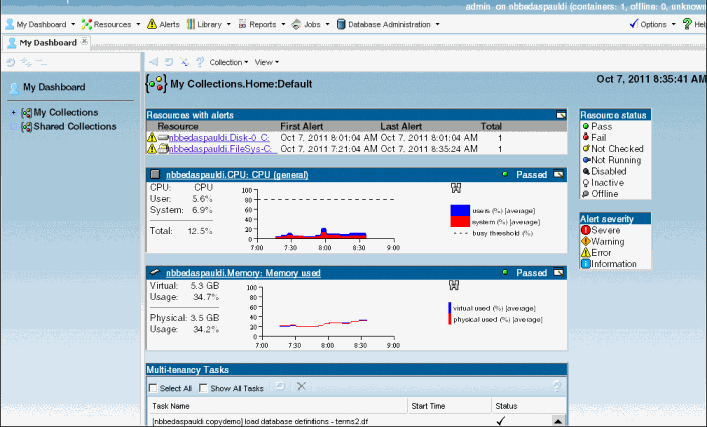 admin on nbbedaspauldi (containers: 1, offline: 0, unknown
My Dashboard Resources Alerts Library Reports Jobs Database Administration Options Help
My Dashboard
Collection View
My Dashboard
My Collections
Shared Collections
My Collections.Home:Default
Oct 7, 2011 8:35:41 AM
Resources with alerts
Resource First Alert Last Alert Total
nbbedaspauldi.Disk-0 C: Oct 7, 2011 8:01:04 AM Oct 7, 2011 8:01:04 AM 1
nbbedaspauldi.FileSys-C: Oct 7, 2011 7:21:04 AM Oct 7, 2011 8:35:24 AM 1
nbbedaspauldi.CPU: CPU (general) Passed
CPU: CPU
User: 5.6%
System: 6.9%
Total: 12.5%
100
80
60
40
20
0
7:00 7:30 8:00 8:30 9:00
users (%) [average]
system (%) [average]
busy threshold (%)
nbbedaspauldi.Memory: Memory used Passed
Virtual: 5.3 GB
Usage: 34.7%
Physical: 3.5 GB
Usage: 34.2%
100
80
60
40
20
0
7:00 7:30 8:00 8:30 9:00
virtual used (%) [average]
physical used (%) [average]
Multi-tenancy Tasks
Select All Show All Tasks
Task Name Start Time Status
[nbbedaspauldi.copydemo] load database definitions - terms2.df
Resource status
Pass
Fail
Not Checked
Not Running
Disabled
Inactive
Offline
Alert severity
Severe
Warning
Error
Information